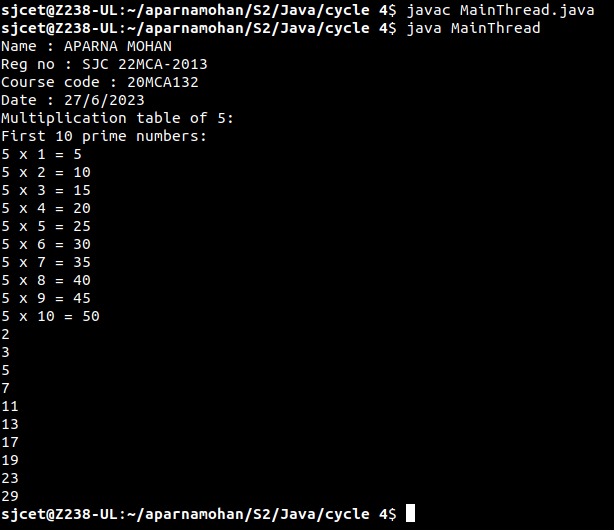 sjcet@Z238-UL:~/aparnamohan/S2/Java/cycle 4$ javac MainThread.java
sjcet@Z238-UL:~/aparnamohan/S2/Java/cycle 4$ java MainThread
Name : APARNA MOHAN
Reg no : SJC 22MCA-2013
Course code : 20MCA132
Date : 27/6/2023
Multiplication table of 5:
First 10 prime numbers:
5 x 1 = 5
5 x 2 = 10
5 x 3 = 15
5 x 4 = 20
5 x 5 = 25
5 x 6 = 30
5 x 7 = 35
5 x 8 = 40
5 x 9 = 45
5 x 10 = 50
2
3
5
7
11
13
17
19
23
29
sjcet@Z238-UL:~/aparnamohan/S2/Java/cycle 4$